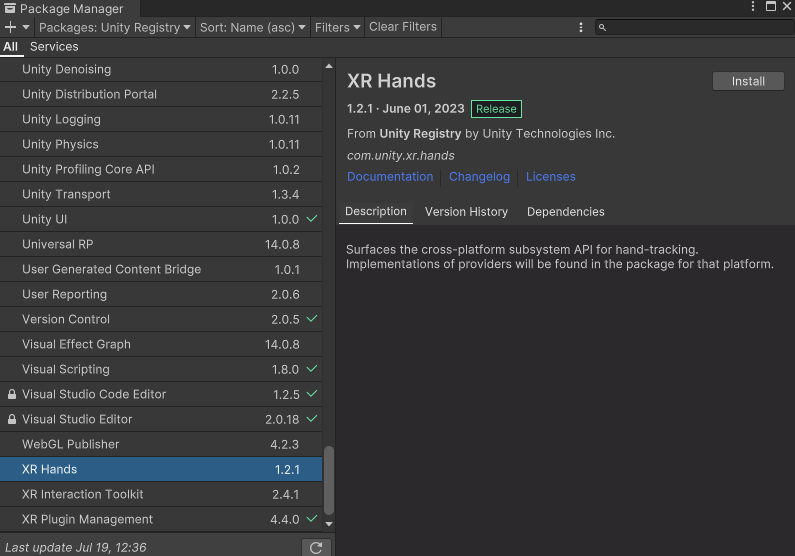 Package Manager
Packages: Unity Registry Sort: Name (asc) Filters Clear Filters
All Services
Unity Denoising 1.0.0
Unity Distribution Portal 2.2.5
Unity Logging 1.0.11
Unity Physics 1.0.11
Unity Profiling Core API 1.0.2
Unity Transport 1.3.4
Unity UI 1.0.0
Universal RP 14.0.8
User Generated Content Bridge 1.0.1
User Reporting 2.0.6
Version Control 2.0.5
Visual Effect Graph 14.0.8
Visual Scripting 1.8.0
Visual Studio Code Editor 1.2.5
Visual Studio Editor 2.0.18
WebGL Publisher 4.2.3
XR Hands 1.2.1
XR Interaction Toolkit 2.4.1
XR Plugin Management 4.4.0
Last update Jul 19, 12:36
XR Hands
Install
1.2.1 · June 01, 2023 Release
From Unity Registry by Unity Technologies Inc.
com.unity.xr.hands
Documentation Changelog Licenses
Description Version History Dependencies
Surfaces the cross-platform subsystem API for hand-tracking.
Implementations of providers will be found in the package for that platform.